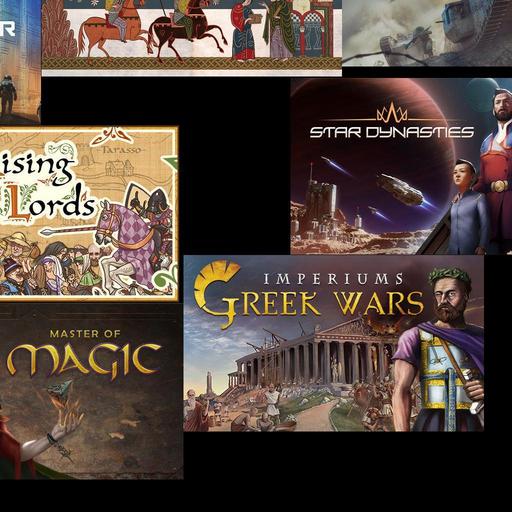 R
STAR DYNASTIES
Tarasso
ising
Lords
IMPERIUMS
GREEK WARS
MASTER OF
MAGIC